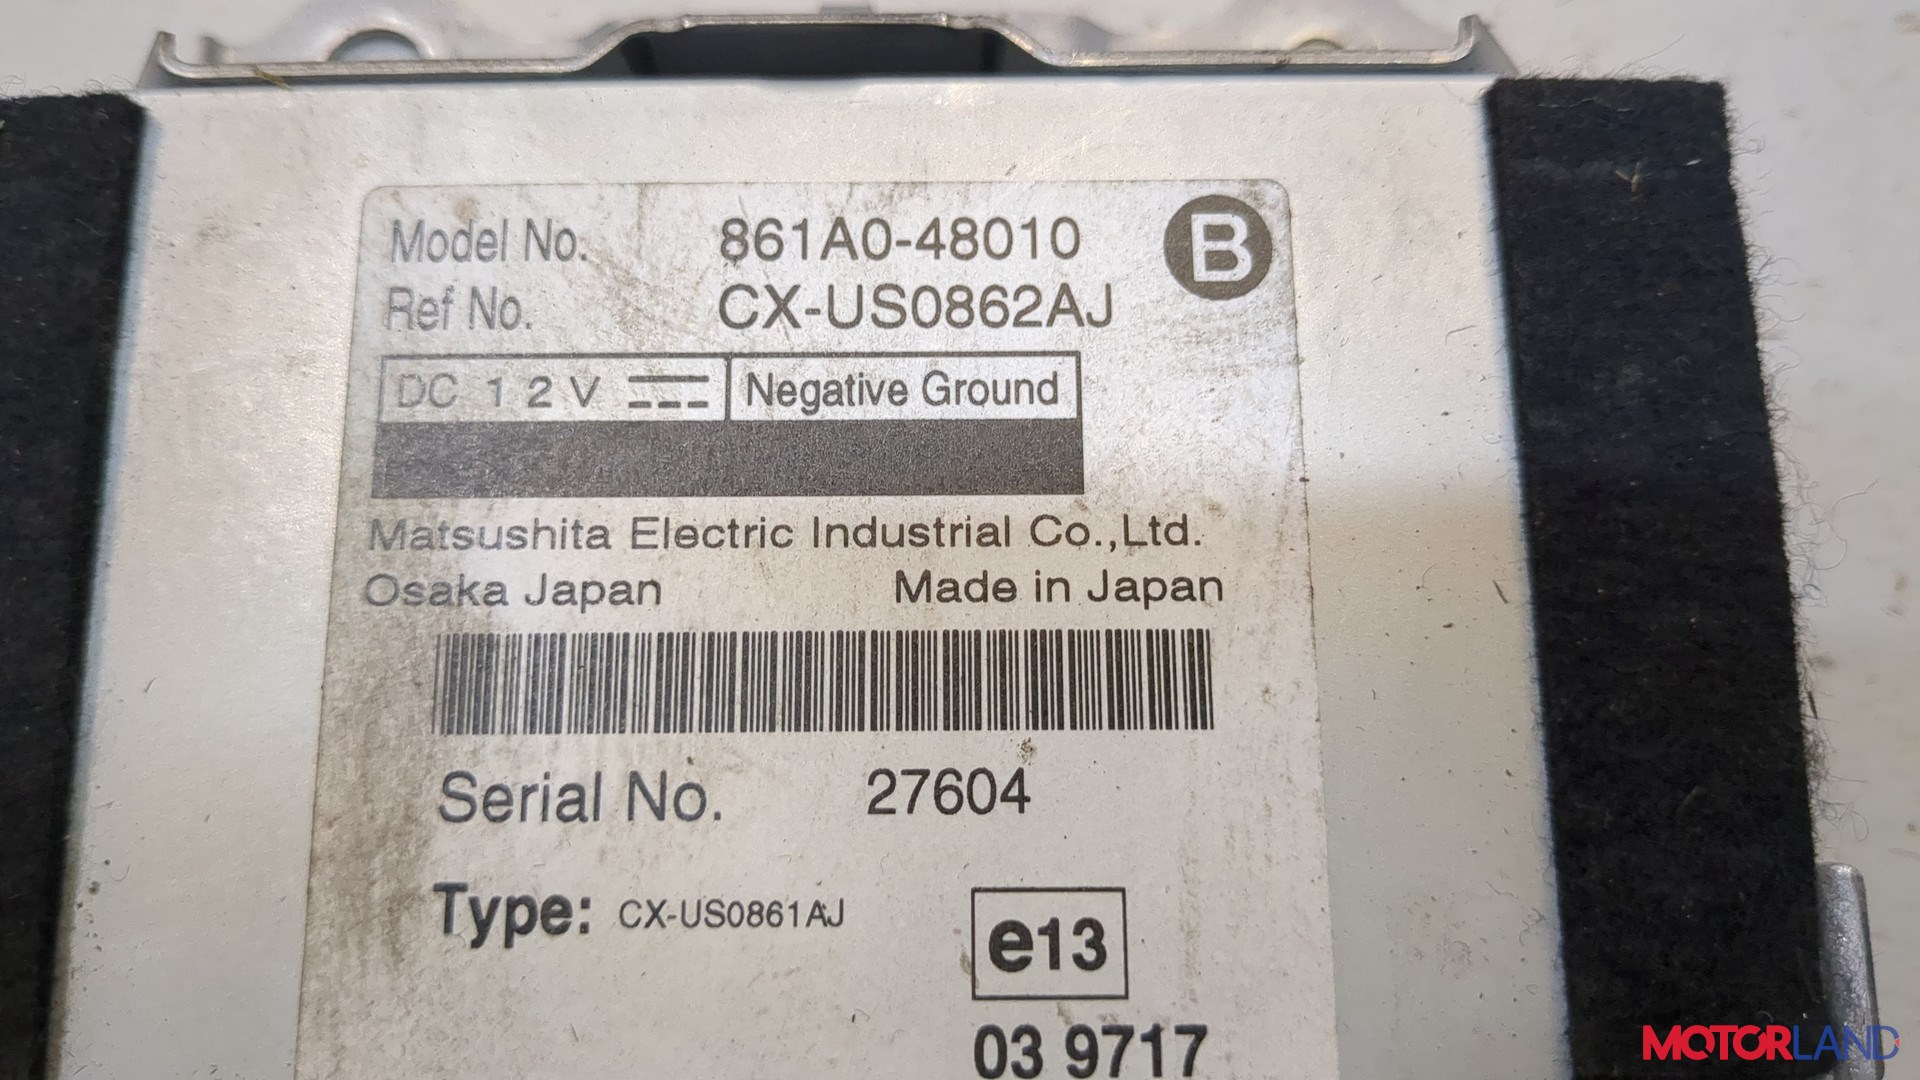 Model No. 861A0-48010 B
Ref No. CX-US0862AJ
DC 12V Negative Ground
Matsushita Electric Industrial Co.,Ltd.
Osaka Japan Made in Japan
Serial No. 27604
Type: CX-US0861AJ
e13
03 9717
MOTORLAND